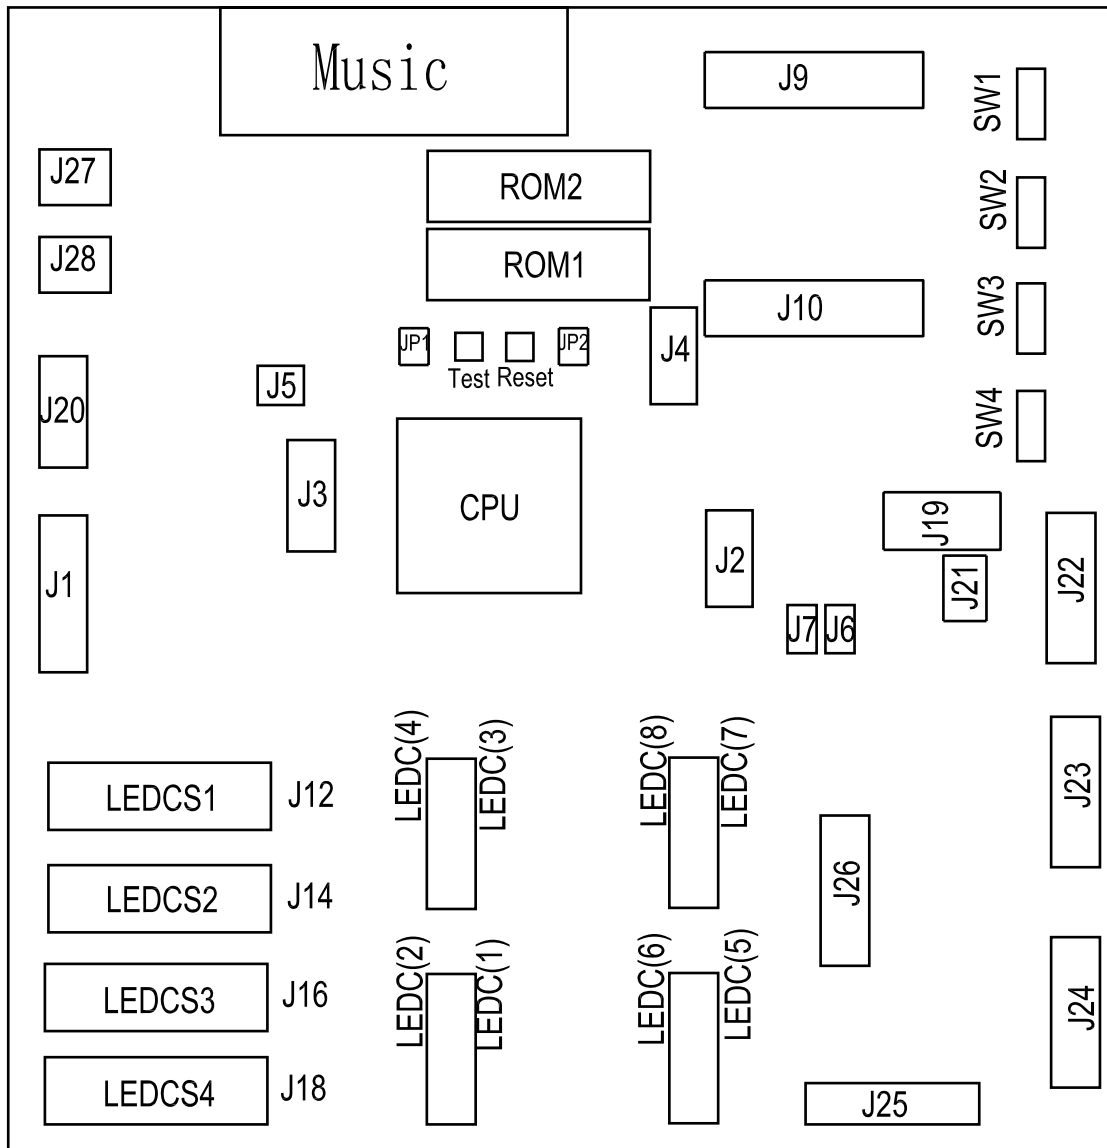 Music
J9
SW1
J27
ROM2
SW2
J28
ROM1
J10
SW3
JP1
JP2
J4
Test Reset
J5
J20
SW4
J3
CPU
J19
J1
J2
J21
J22
J7
J6
LEDC(4)
LEDC(3)
LEDC(8)
LEDC(7)
LEDCS1
J12
J23
LEDCS2
J14
J26
LEDC(2)
LEDC(1)
LEDC(6)
LEDC(5)
LEDCS3
J16
J24
LEDCS4
J18
J25